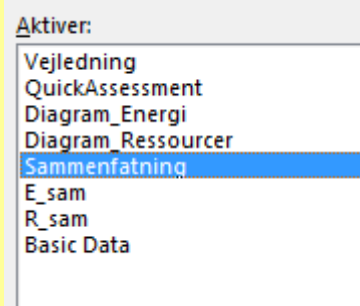 Aktiver:
Vejledning
QuickAssessment
Diagram_Energi
Diagram_Ressourcer
Sammenfatning
E_sam
R_sam
Basic Data